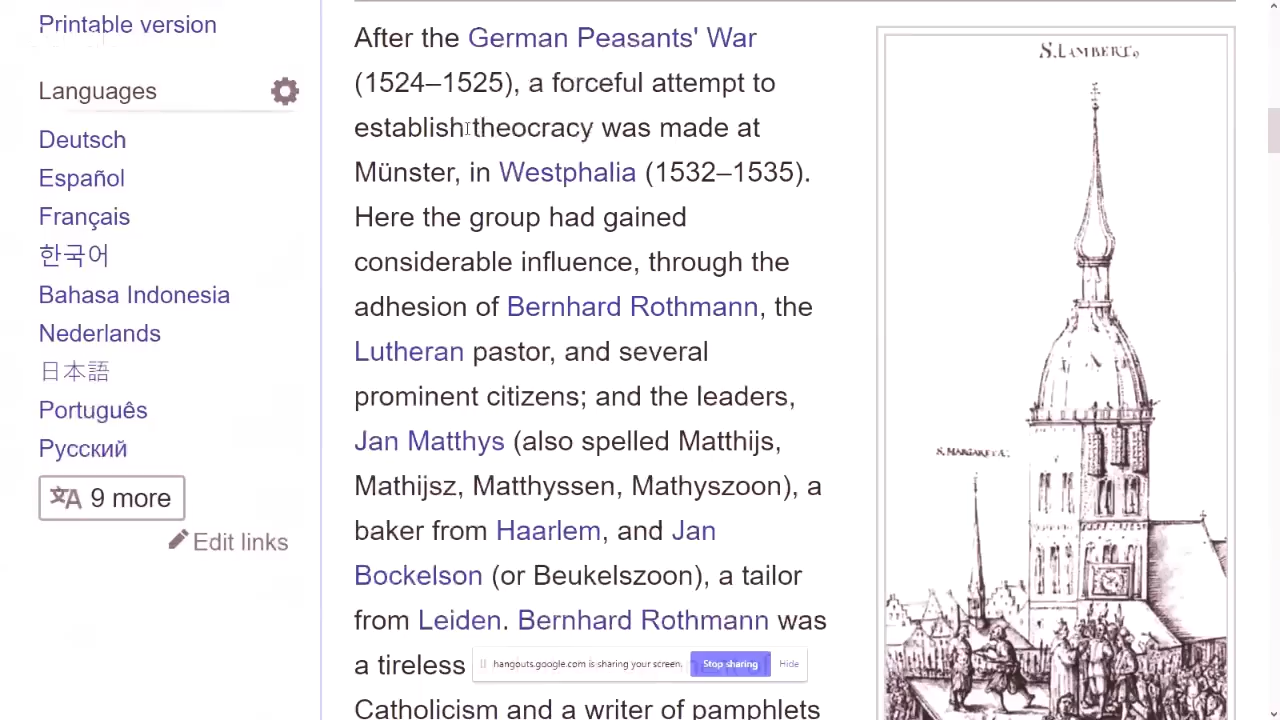 Printable version
Languages
Deutsch
Español
Français
한국어
Bahasa Indonesia
Nederlands
日本語
Português
Русский
9 more
Edit links
After the German Peasants' War
(1524–1525), a forceful attempt to
establish theocracy was made at
Münster, in Westphalia (1532–1535).
Here the group had gained
considerable influence, through the
adhesion of Bernhard Rothmann, the
Lutheran pastor, and several
prominent citizens; and the leaders,
Jan Matthys (also spelled Matthijs,
Mathijsz, Matthyssen, Mathyszoon), a
baker from Haarlem, and Jan
Bockelson (or Beukelszoon), a tailor
from Leiden. Bernhard Rothmann was
a tireless
Catholicism and a writer of pamphlets
hangouts.google.com is sharing your screen.
Stop sharing
Hide
S. LAMBERT9
S. MARGARETÆ